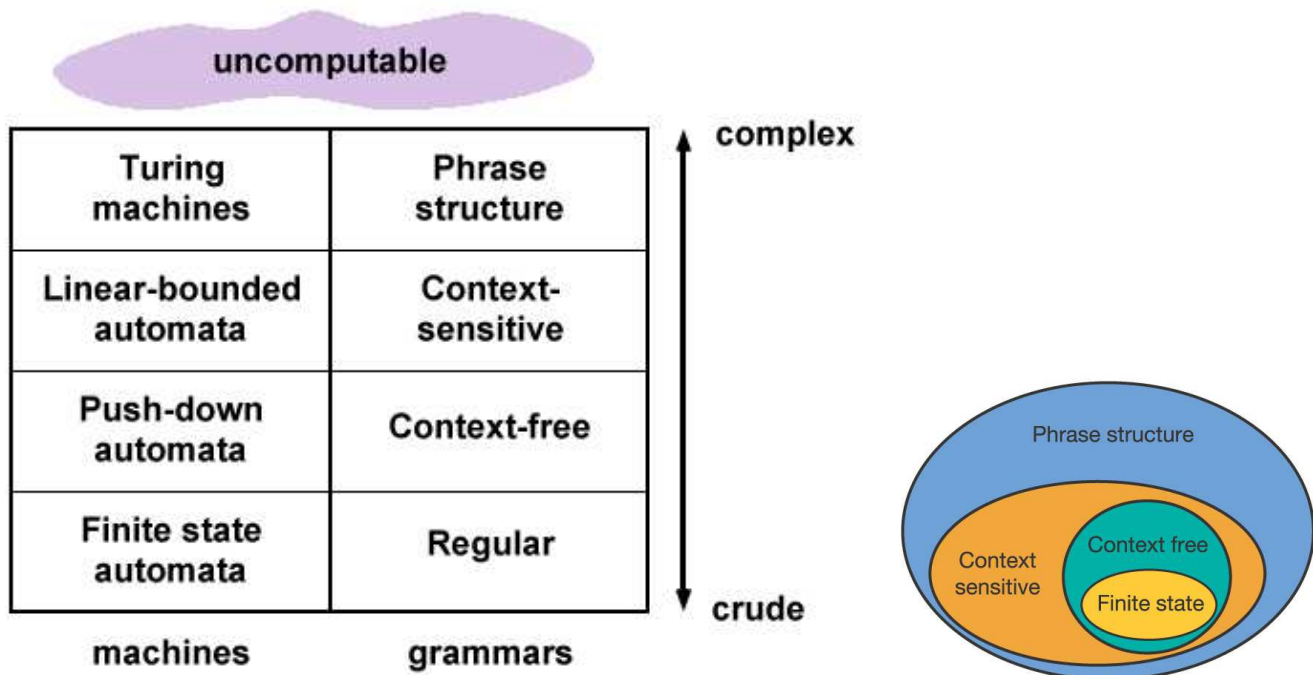 uncomputable
complex
Turing
machines
Phrase
structure
Linear-bounded
automata
Context-
sensitive
Push-down
automata
Context-free
Finite state
automata
Regular
crude
machines
grammars
Phrase structure
Context free
Context
sensitive
Finite state